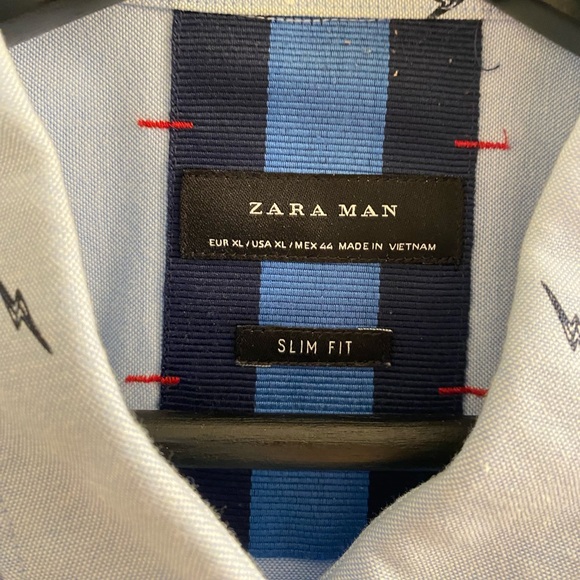 ZARA MAN
EUR XL / USA XL / MEX 44 MADE IN VIETNAM
SLIM FIT